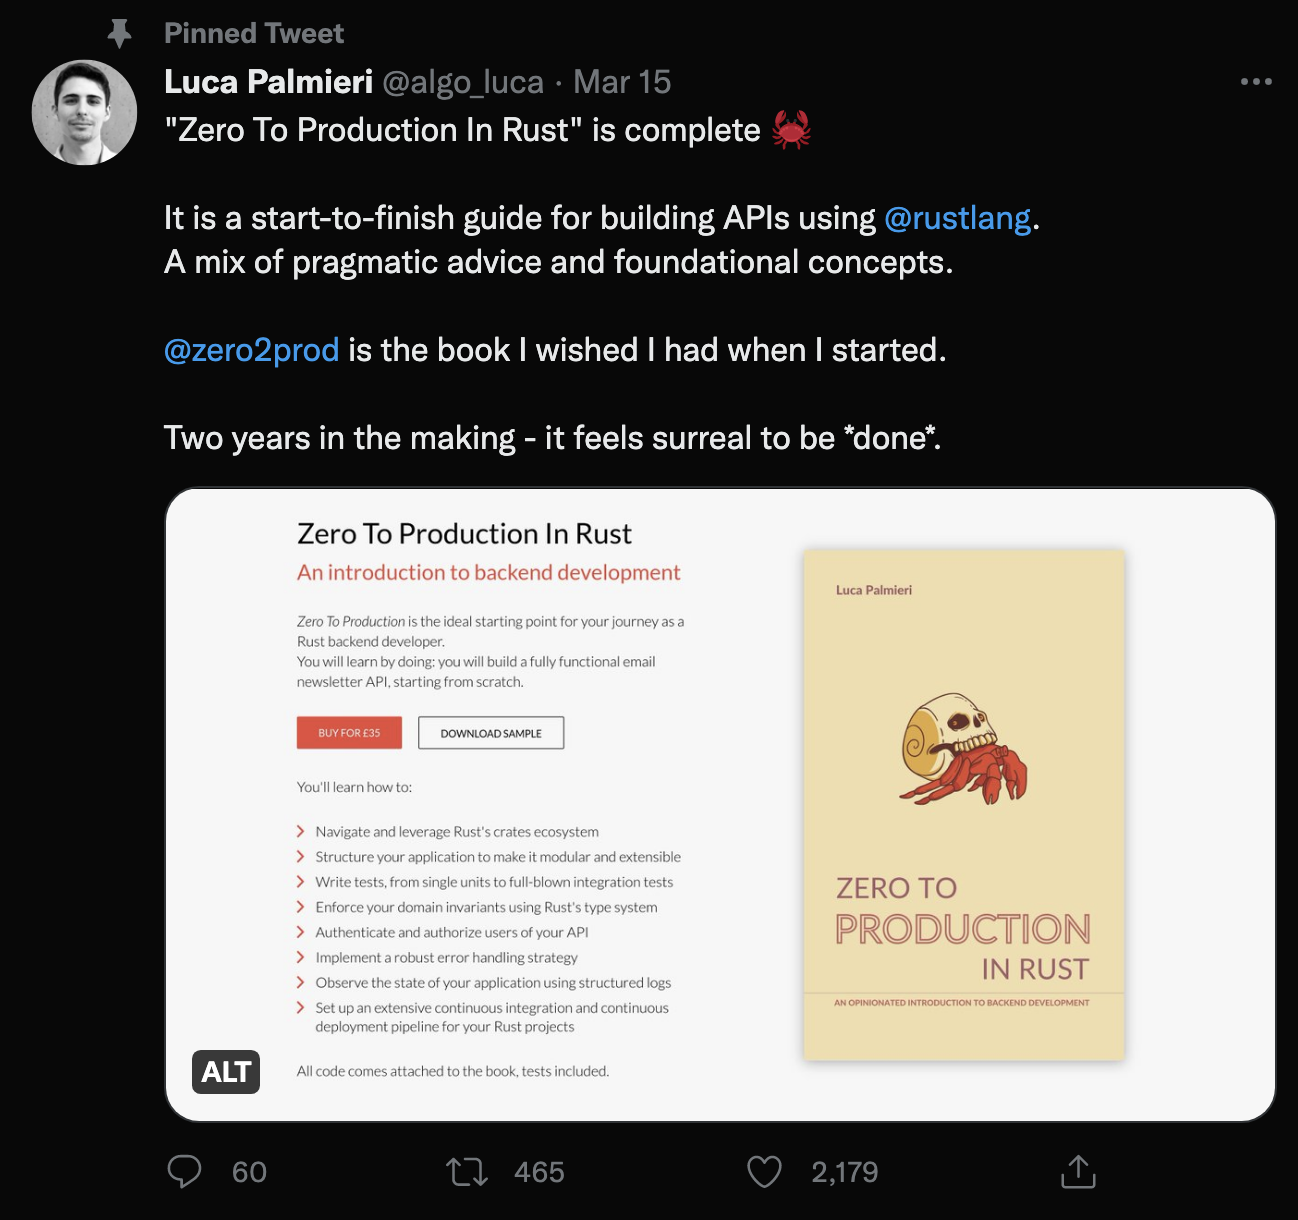 Pinned Tweet
Luca Palmieri @algo_luca · Mar 15
"Zero To Production In Rust" is complete 🦀
It is a start-to-finish guide for building APIs using @rustlang.
A mix of pragmatic advice and foundational concepts.
@zero2prod is the book I wished I had when I started.
Two years in the making - it feels surreal to be *done*.
Zero To Production In Rust
An introduction to backend development
Zero To Production is the ideal starting point for your journey as a
Rust backend developer.
You will learn by doing: you will build a fully functional email
newsletter API, starting from scratch.
BUY FOR £35
DOWNLOAD SAMPLE
You'll learn how to:
Navigate and leverage Rust's crates ecosystem
Structure your application to make it modular and extensible
Write tests, from single units to full-blown integration tests
Enforce your domain invariants using Rust's type system
Authenticate and authorize users of your API
Implement a robust error handling strategy
Observe the state of your application using structured logs
Set up an extensive continuous integration and continuous
deployment pipeline for your Rust projects
All code comes attached to the book, tests included.
ALT
Luca Palmieri
ZERO TO
PRODUCTION
IN RUST
AN OPINIONATED INTRODUCTION TO BACKEND DEVELOPMENT
60
465
2,179